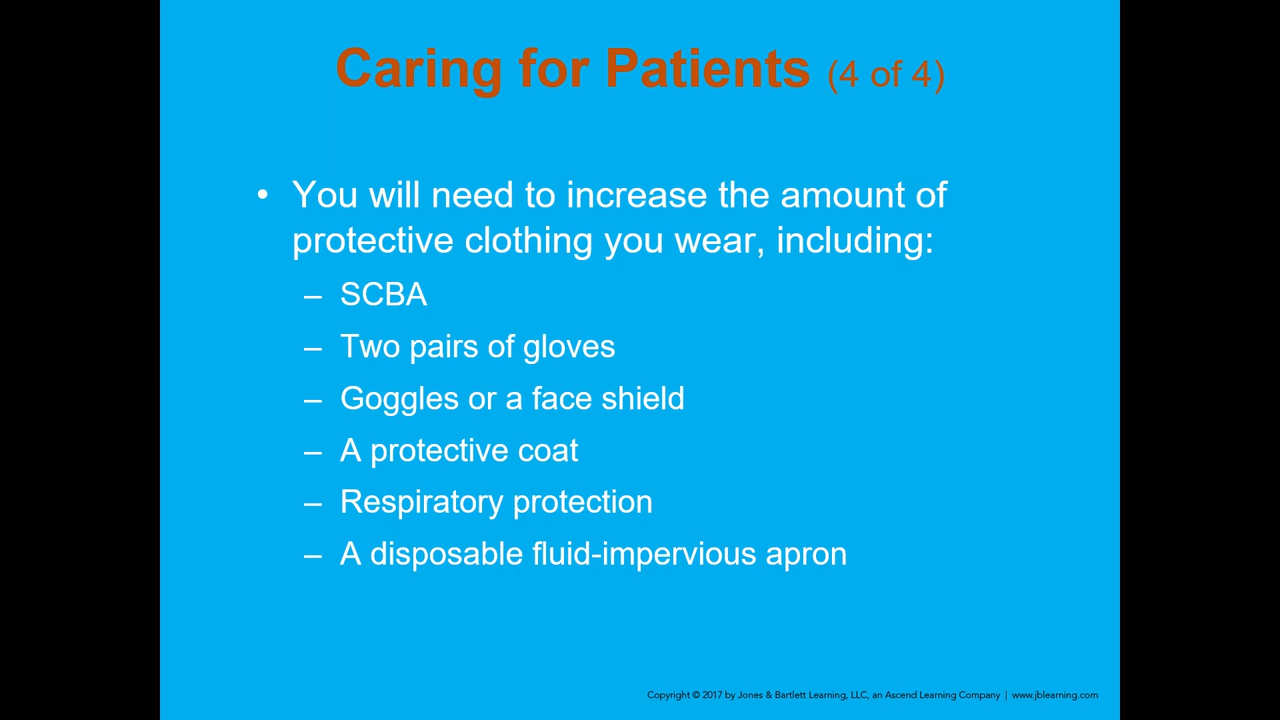 Caring for Patients (4 of 4)
• You will need to increase the amount of
protective clothing you wear, including:
– SCBA
– Two pairs of gloves
– Goggles or a face shield
– A protective coat
– Respiratory protection
– A disposable fluid-impervious apron
Copyright © 2017 by Jones & Bartlett Learning, LLC, an Ascend Learning Company | www.jblearning.com